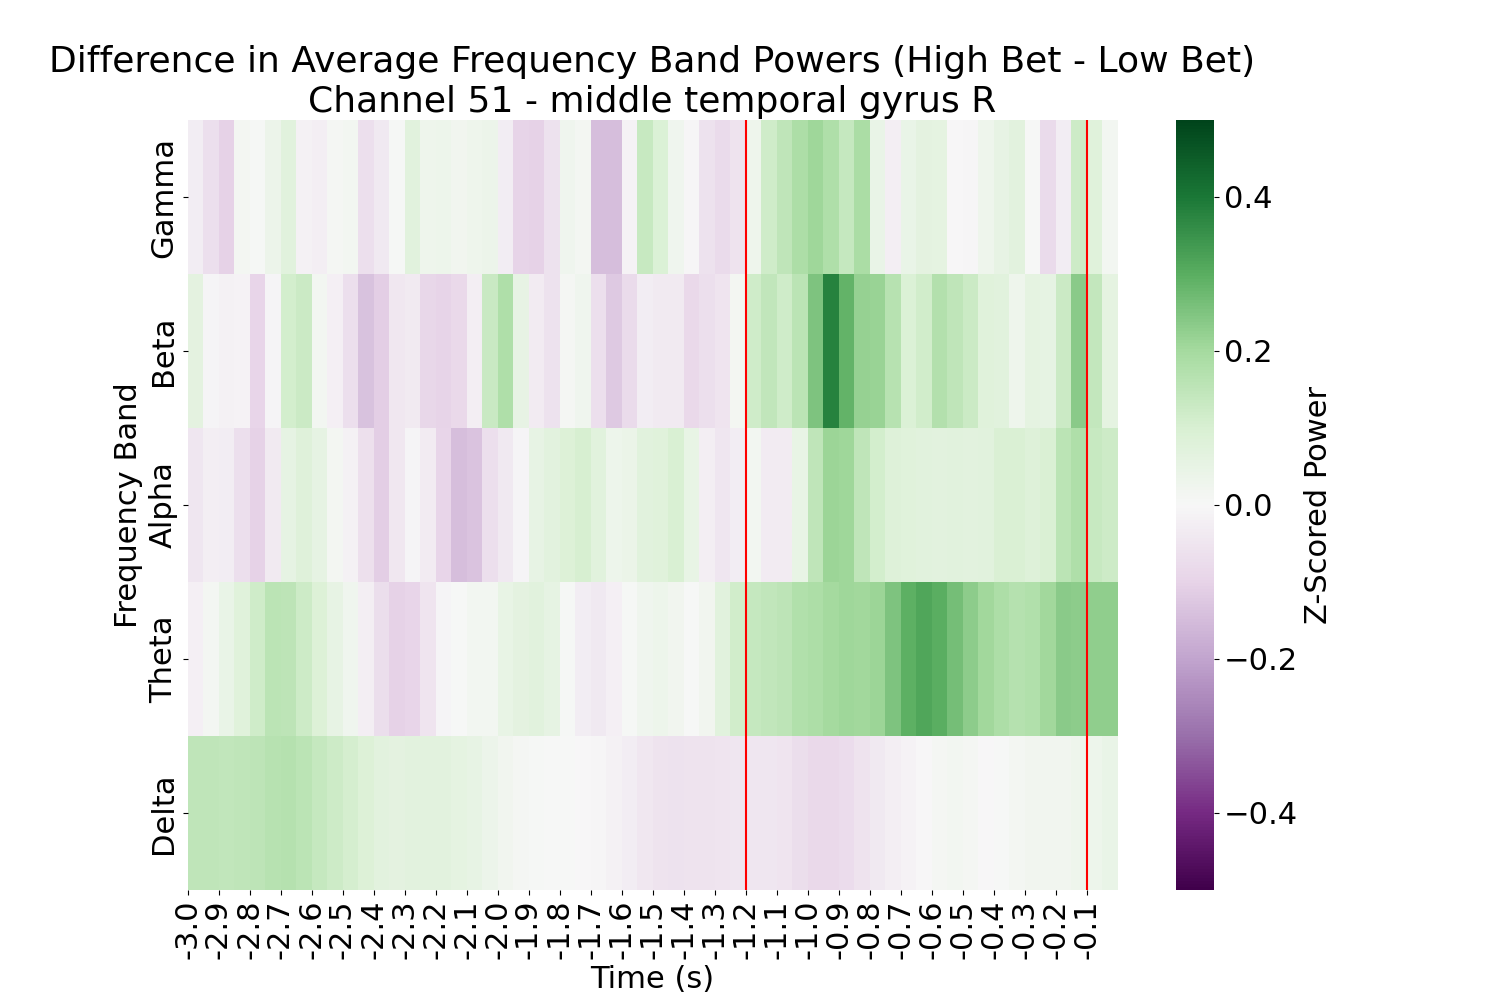 Difference in Average Frequency Band Powers (High Bet - Low Bet)
Channel 51 - middle temporal gyrus R
Frequency Band
Gamma
Beta
Alpha
Theta
Delta
-3.0 -2.9 -2.8 -2.7 -2.6 -2.5 -2.4 -2.3 -2.2 -2.1 -2.0 -1.9 -1.8 -1.7 -1.6 -1.5 -1.4 -1.3 -1.2 -1.1 -1.0 -0.9 -0.8 -0.7 -0.6 -0.5 -0.4 -0.3 -0.2 -0.1
Time (s)
0.4
0.2
0.0
−0.2
−0.4
Z-Scored Power